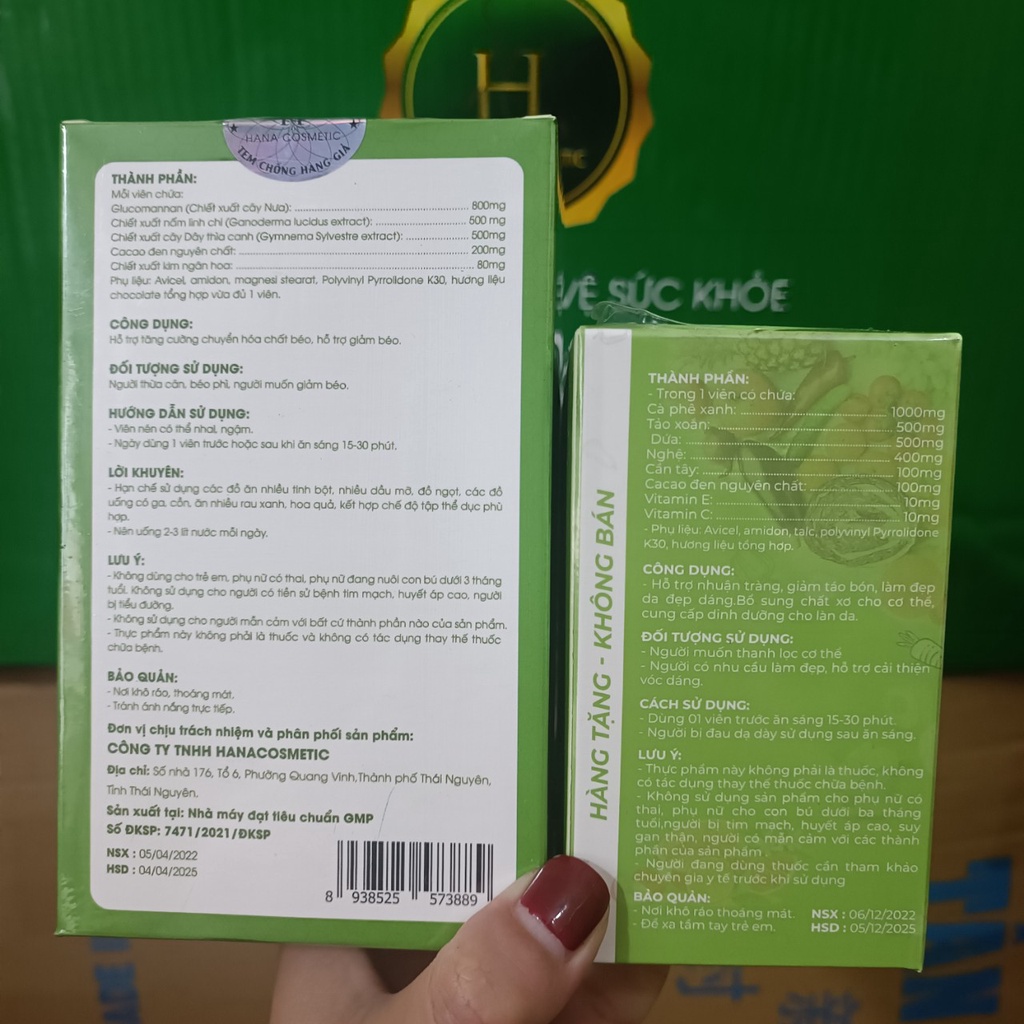 H
VỆ SỨC KHỎE
HANA COSMETIC
TEM CHỐNG HÀNG GIẢ
THÀNH PHẦN:
Mỗi viên chứa:
Glucomannan (Chiết xuất cây Nưa): 800mg
Chiết xuất nấm linh chi (Ganoderma lucidus extract): 500 mg
Chiết xuất cây Dây thìa canh (Gymnema Sylvestre extract): 500mg
Cacao đen nguyên chất: 200mg
Chiết xuất kim ngân hoa: 80mg
Phụ liệu: Avicel, amidon, magnesi stearat, Polyvinyl Pyrrolidone K30, hương liệu
chocolate tổng hợp vừa đủ 1 viên.
CÔNG DỤNG:
Hỗ trợ tăng cường chuyển hóa chất béo, hỗ trợ giảm béo.
ĐỐI TƯỢNG SỬ DỤNG:
Người thừa cân, béo phì, người muốn giảm béo.
HƯỚNG DẪN SỬ DỤNG:
- Viên nén có thể nhai, ngậm.
- Ngày dùng 1 viên trước hoặc sau khi ăn sáng 15-30 phút.
LỜI KHUYÊN:
- Hạn chế sử dụng các đồ ăn nhiều tinh bột, nhiều dầu mỡ, đồ ngọt, các đồ
uống có ga, cồn, ăn nhiều rau xanh, hoa quả, kết hợp chế độ tập thể dục phù
hợp.
- Nên uống 2-3 lít nước mỗi ngày.
LƯU Ý:
- Không dùng cho trẻ em, phụ nữ có thai, phụ nữ đang nuôi con bú dưới 3 tháng
tuổi. Không sử dụng cho người có tiền sử bệnh tim mạch, huyết áp cao, người
bị tiểu đường.
- Không sử dụng cho người mẫn cảm với bất cứ thành phần nào của sản phẩm.
- Thực phẩm này không phải là thuốc và không có tác dụng thay thế thuốc
chữa bệnh.
BẢO QUẢN:
- Nơi khô ráo, thoáng mát.
- Tránh ánh nắng trực tiếp.
Đơn vị chịu trách nhiệm và phân phối sản phẩm:
CÔNG TY TNHH HANACOSMETIC
Địa chỉ: Số nhà 176, Tổ 6, Phường Quang Vinh,Thành phố Thái Nguyên,
Tỉnh Thái Nguyên.
Sản xuất tại: Nhà máy đạt tiêu chuẩn GMP
Số ĐKSP: 7471/2021/ĐKSP
NSX : 05/04/2022
HSD : 04/04/2025
8 938525 573889
HÀNG TẶNG - KHÔNG BÁN
THÀNH PHẦN:
- Trong 1 viên có chứa:
Cà phê xanh: 1000mg
Tảo xoắn: 500mg
Dứa: 500mg
Nghệ: 400mg
Cần tây: 100mg
Cacao đen nguyên chất: 100mg
Vitamin E: 10mg
Vitamin C: 10mg
- Phụ liệu: Avicel, amidon, talc, polyvinyl Pyrrolidone
K30, hương liệu tổng hợp.
CÔNG DỤNG:
- Hỗ trợ nhuận tràng, giảm táo bón, làm đẹp
da đẹp dáng.Bổ sung chất xơ cho cơ thể,
cung cấp dinh dưỡng cho làn da.
ĐỐI TƯỢNG SỬ DỤNG:
- Người muốn thanh lọc cơ thể
- Người có nhu cầu làm đẹp, hỗ trợ cải thiện
vóc dáng.
CÁCH SỬ DỤNG:
- Dùng 01 viên trước ăn sáng 15-30 phút.
- Người bị đau dạ dày sử dụng sau ăn sáng.
LƯU Ý:
- Thực phẩm này không phải là thuốc, không
có tác dụng thay thế thuốc chữa bệnh.
- Không sử dụng sản phẩm cho phụ nữ có
thai, phụ nữ cho con bú dưới ba tháng
tuổi,người bị tim mạch, huyết áp cao, suy
gan thận, người có mẫn cảm với các thành
phần của sản phẩm .
- Người đang dùng thuốc cần tham khảo
chuyên gia y tế trước khi sử dụng
BẢO QUẢN:
- Nơi khô ráo thoáng mát. NSX : 06/12/2022
- Để xa tầm tay trẻ em. HSD : 05/12/2025